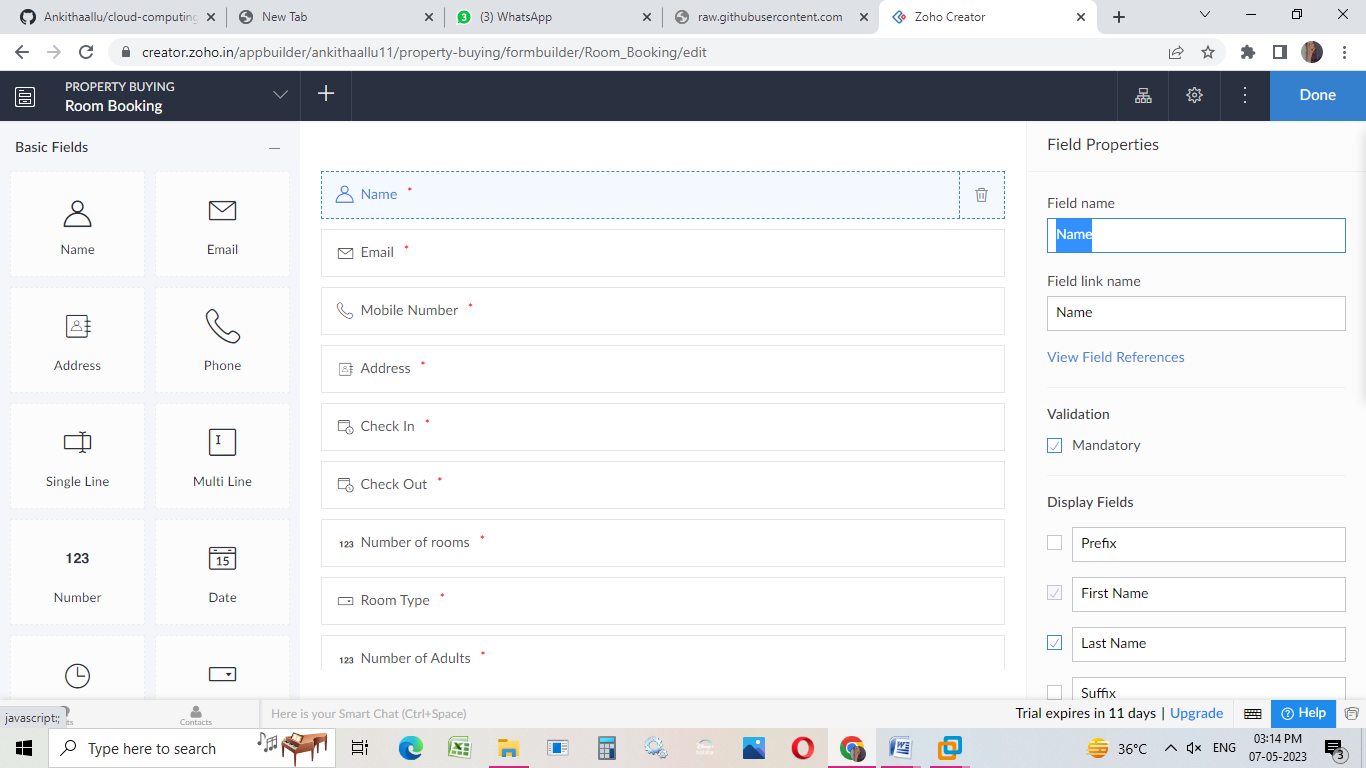 Ankithaallu/cloud-computing
New Tab
(3) WhatsApp
raw.githubusercontent.com
Zoho Creator
creator.zoho.in/appbuilder/ankithaallu11/property-buying/formbuilder/Room_Booking/edit
PROPERTY BUYING
Room Booking
Done
Basic Fields
Name
Email
Address
Phone
Single Line
Multi Line
123
Number
15
Date
Name *
Email *
Mobile Number *
Address *
Check In *
Check Out *
123 Number of rooms *
Room Type *
123 Number of Adults *
Field Properties
Field name
Name
Field link name
Name
View Field References
Validation
Mandatory
Display Fields
Prefix
First Name
Last Name
Suffix
javascript:;
Contacts
Here is your Smart Chat (Ctrl+Space)
Trial expires in 11 days | Upgrade
Help
Type here to search
36°C
ENG
03:14 PM
07-05-2023
3